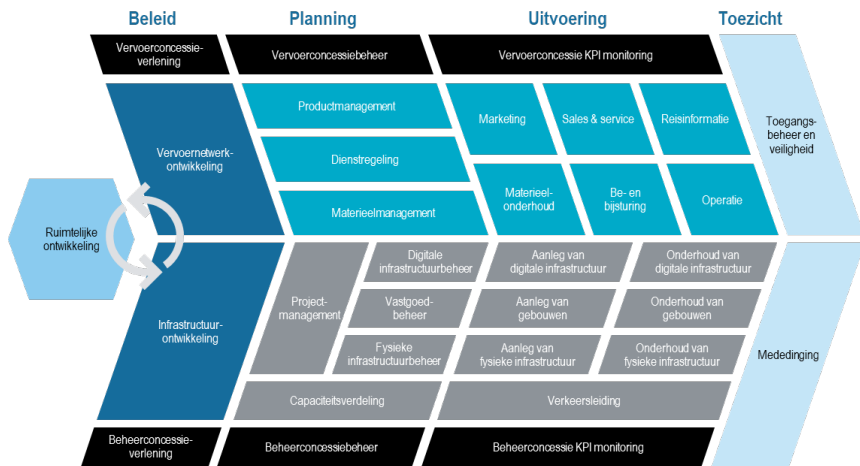 Beleid
Planning
Uitvoering
Toezicht
Vervoerconcessie-
verlening
Vervoerconcessiebeheer
Vervoerconcessie KPI monitoring
Vervoernetwerk-
ontwikkeling
Productmanagement
Dienstregeling
Materieelmanagement
Marketing
Sales & service
Reisinformatie
Materieel-
onderhoud
Be- en
bijsturing
Operatie
Toegangs-
beheer en
veiligheid
Ruimtelijke
ontwikkeling
Infrastructuur-
ontwikkeling
Project-
management
Digitale
infrastructuurbeheer
Aanleg van
digitale infrastructuur
Onderhoud van
digitale infrastructuur
Vastgoed-
beheer
Aanleg van
gebouwen
Onderhoud van
gebouwen
Fysieke
infrastructuurbeheer
Aanleg van
fysieke infrastructuur
Onderhoud van
fysieke infrastructuur
Capaciteitsverdeling
Verkeersleiding
Mededinging
Beheerconcessie-
verlening
Beheerconcessiebeheer
Beheerconcessie KPI monitoring